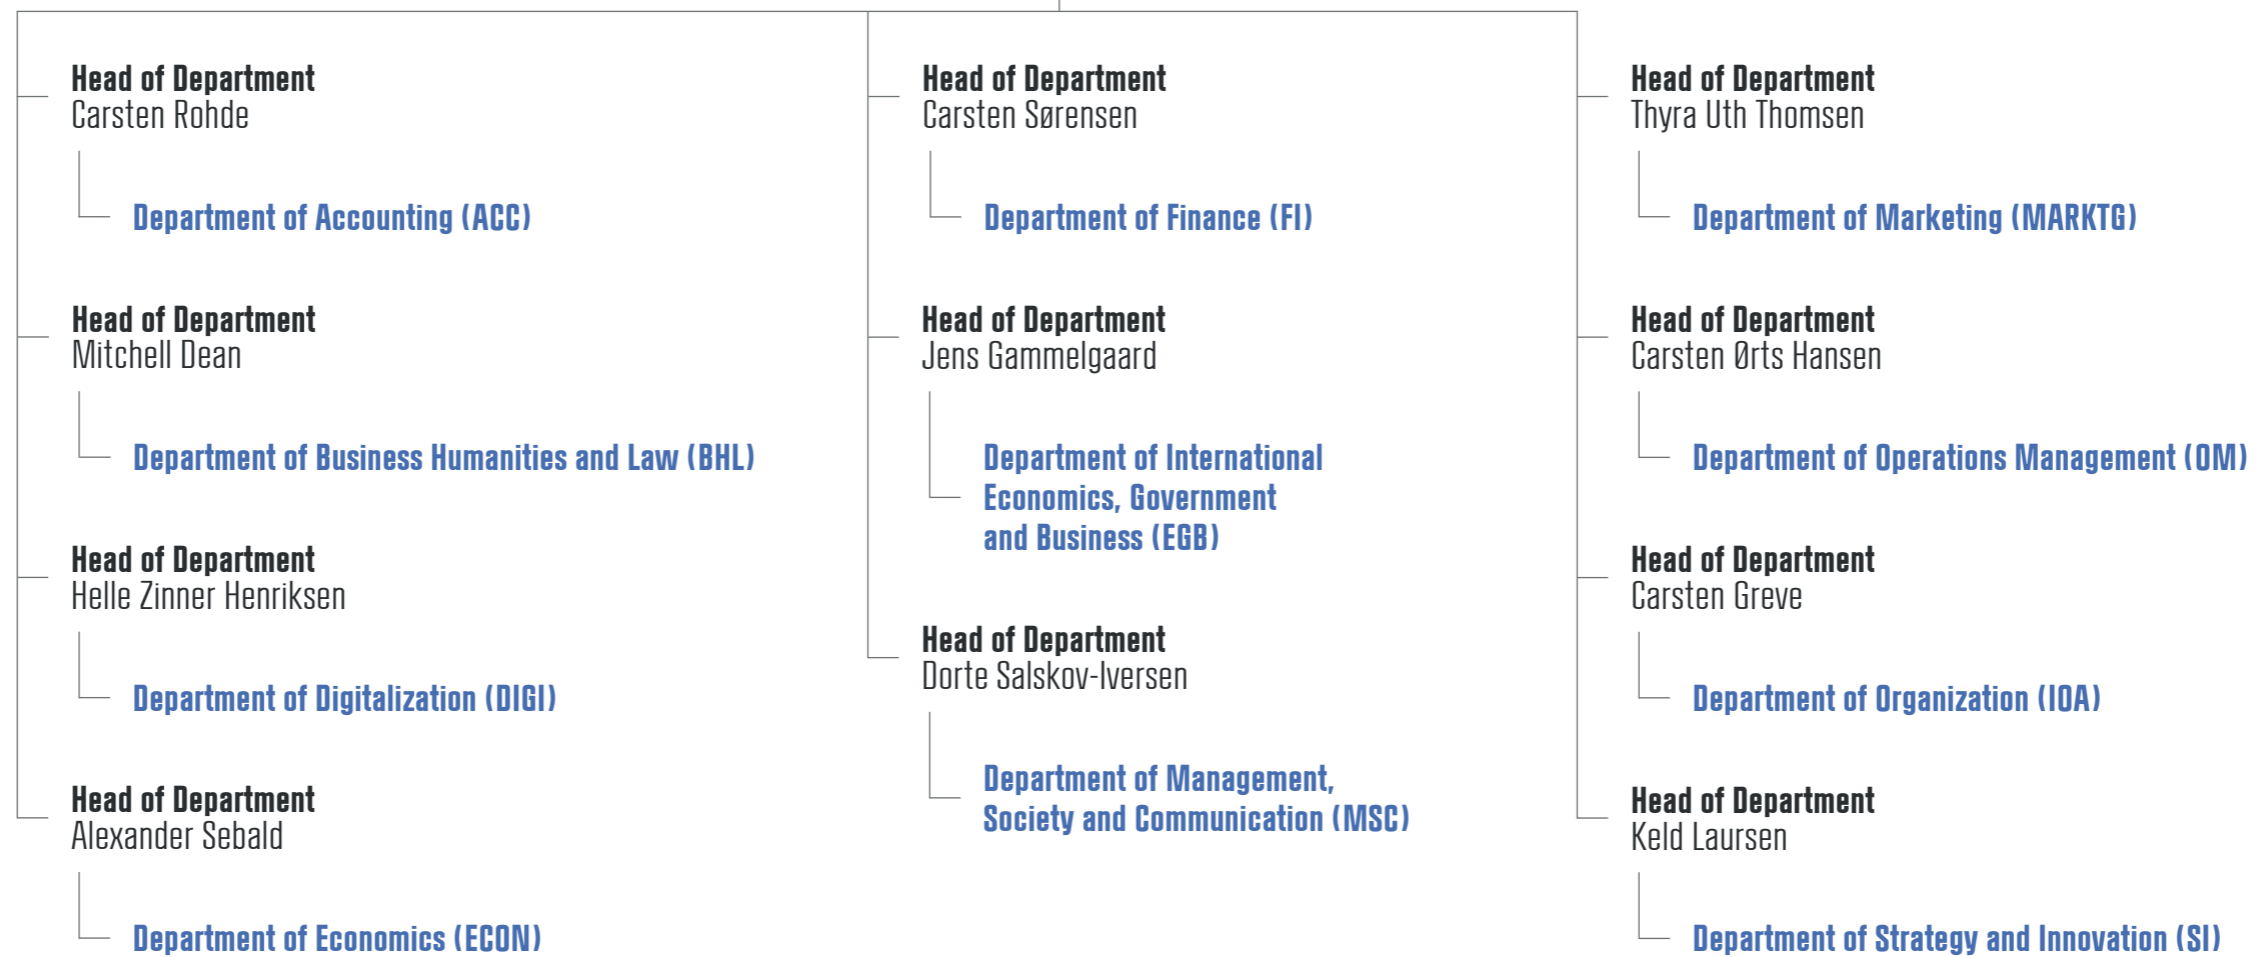 Head of Department
Carsten Rohde
Department of Accounting (ACC)
Head of Department
Mitchell Dean
Department of Business Humanities and Law (BHL)
Head of Department
Helle Zinner Henriksen
Department of Digitalization (DIGI)
Head of Department
Alexander Sebald
Department of Economics (ECON)
Head of Department
Carsten Sørensen
Department of Finance (FI)
Head of Department
Jens Gammelgaard
Department of International
Economics, Government
and Business (EGB)
Head of Department
Dorte Salskov-Iversen
Department of Management,
Society and Communication (MSC)
Head of Department
Thyra Uth Thomsen
Department of Marketing (MARKTG)
Head of Department
Carsten Ørts Hansen
Department of Operations Management (OM)
Head of Department
Carsten Greve
Department of Organization (IOA)
Head of Department
Keld Laursen
Department of Strategy and Innovation (SI)